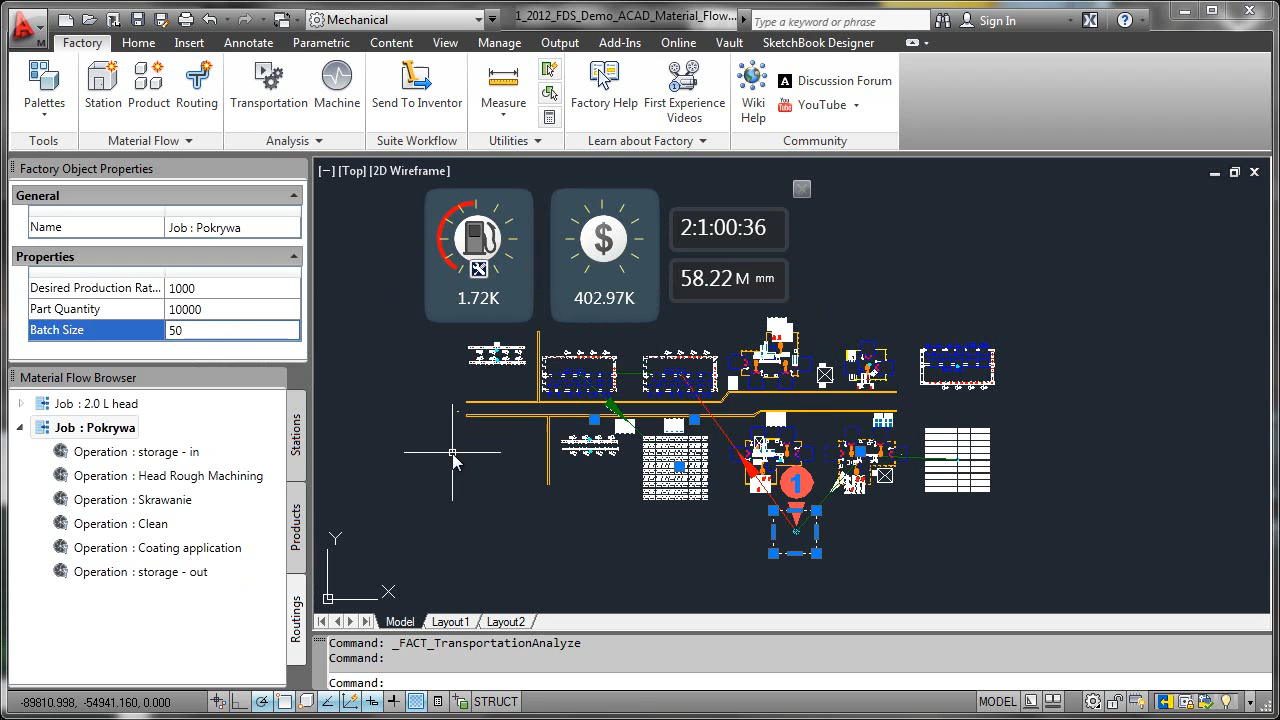 Mechanical
1_2012_FDS_Demo_ACAD_Material_Flow...
Type a keyword or phrase
Sign In
Factory Home Insert Annotate Parametric Content View Manage Output Add-Ins Online Vault SketchBook Designer
Palettes Station Product Routing Transportation Machine Send To Inventor Measure Factory Help First Experience Videos Wiki Help
Discussion Forum
YouTube
Tools Material Flow Analysis Suite Workflow Utilities Learn about Factory Community
Factory Object Properties
General
Name Job : Pokrywa
Properties
Desired Production Rat... 1000
Part Quantity 10000
Batch Size 50
Material Flow Browser
Job : 2.0 L head
Job : Pokrywa
Operation : storage - in
Operation : Head Rough Machining
Operation : Skrawanie
Operation : Clean
Operation : Coating application
Operation : storage - out
Stations
Products
Routings
[−] [Top] [2D Wireframe]
1.72K
$
402.97K
2:1:00:36
58.22 M mm
1
Y
X
Model Layout1 Layout2
Command: _FACT_TransportationAnalyze
Command:
Command:
-89810.998, -54941.160, 0.000
STRUCT
MODEL